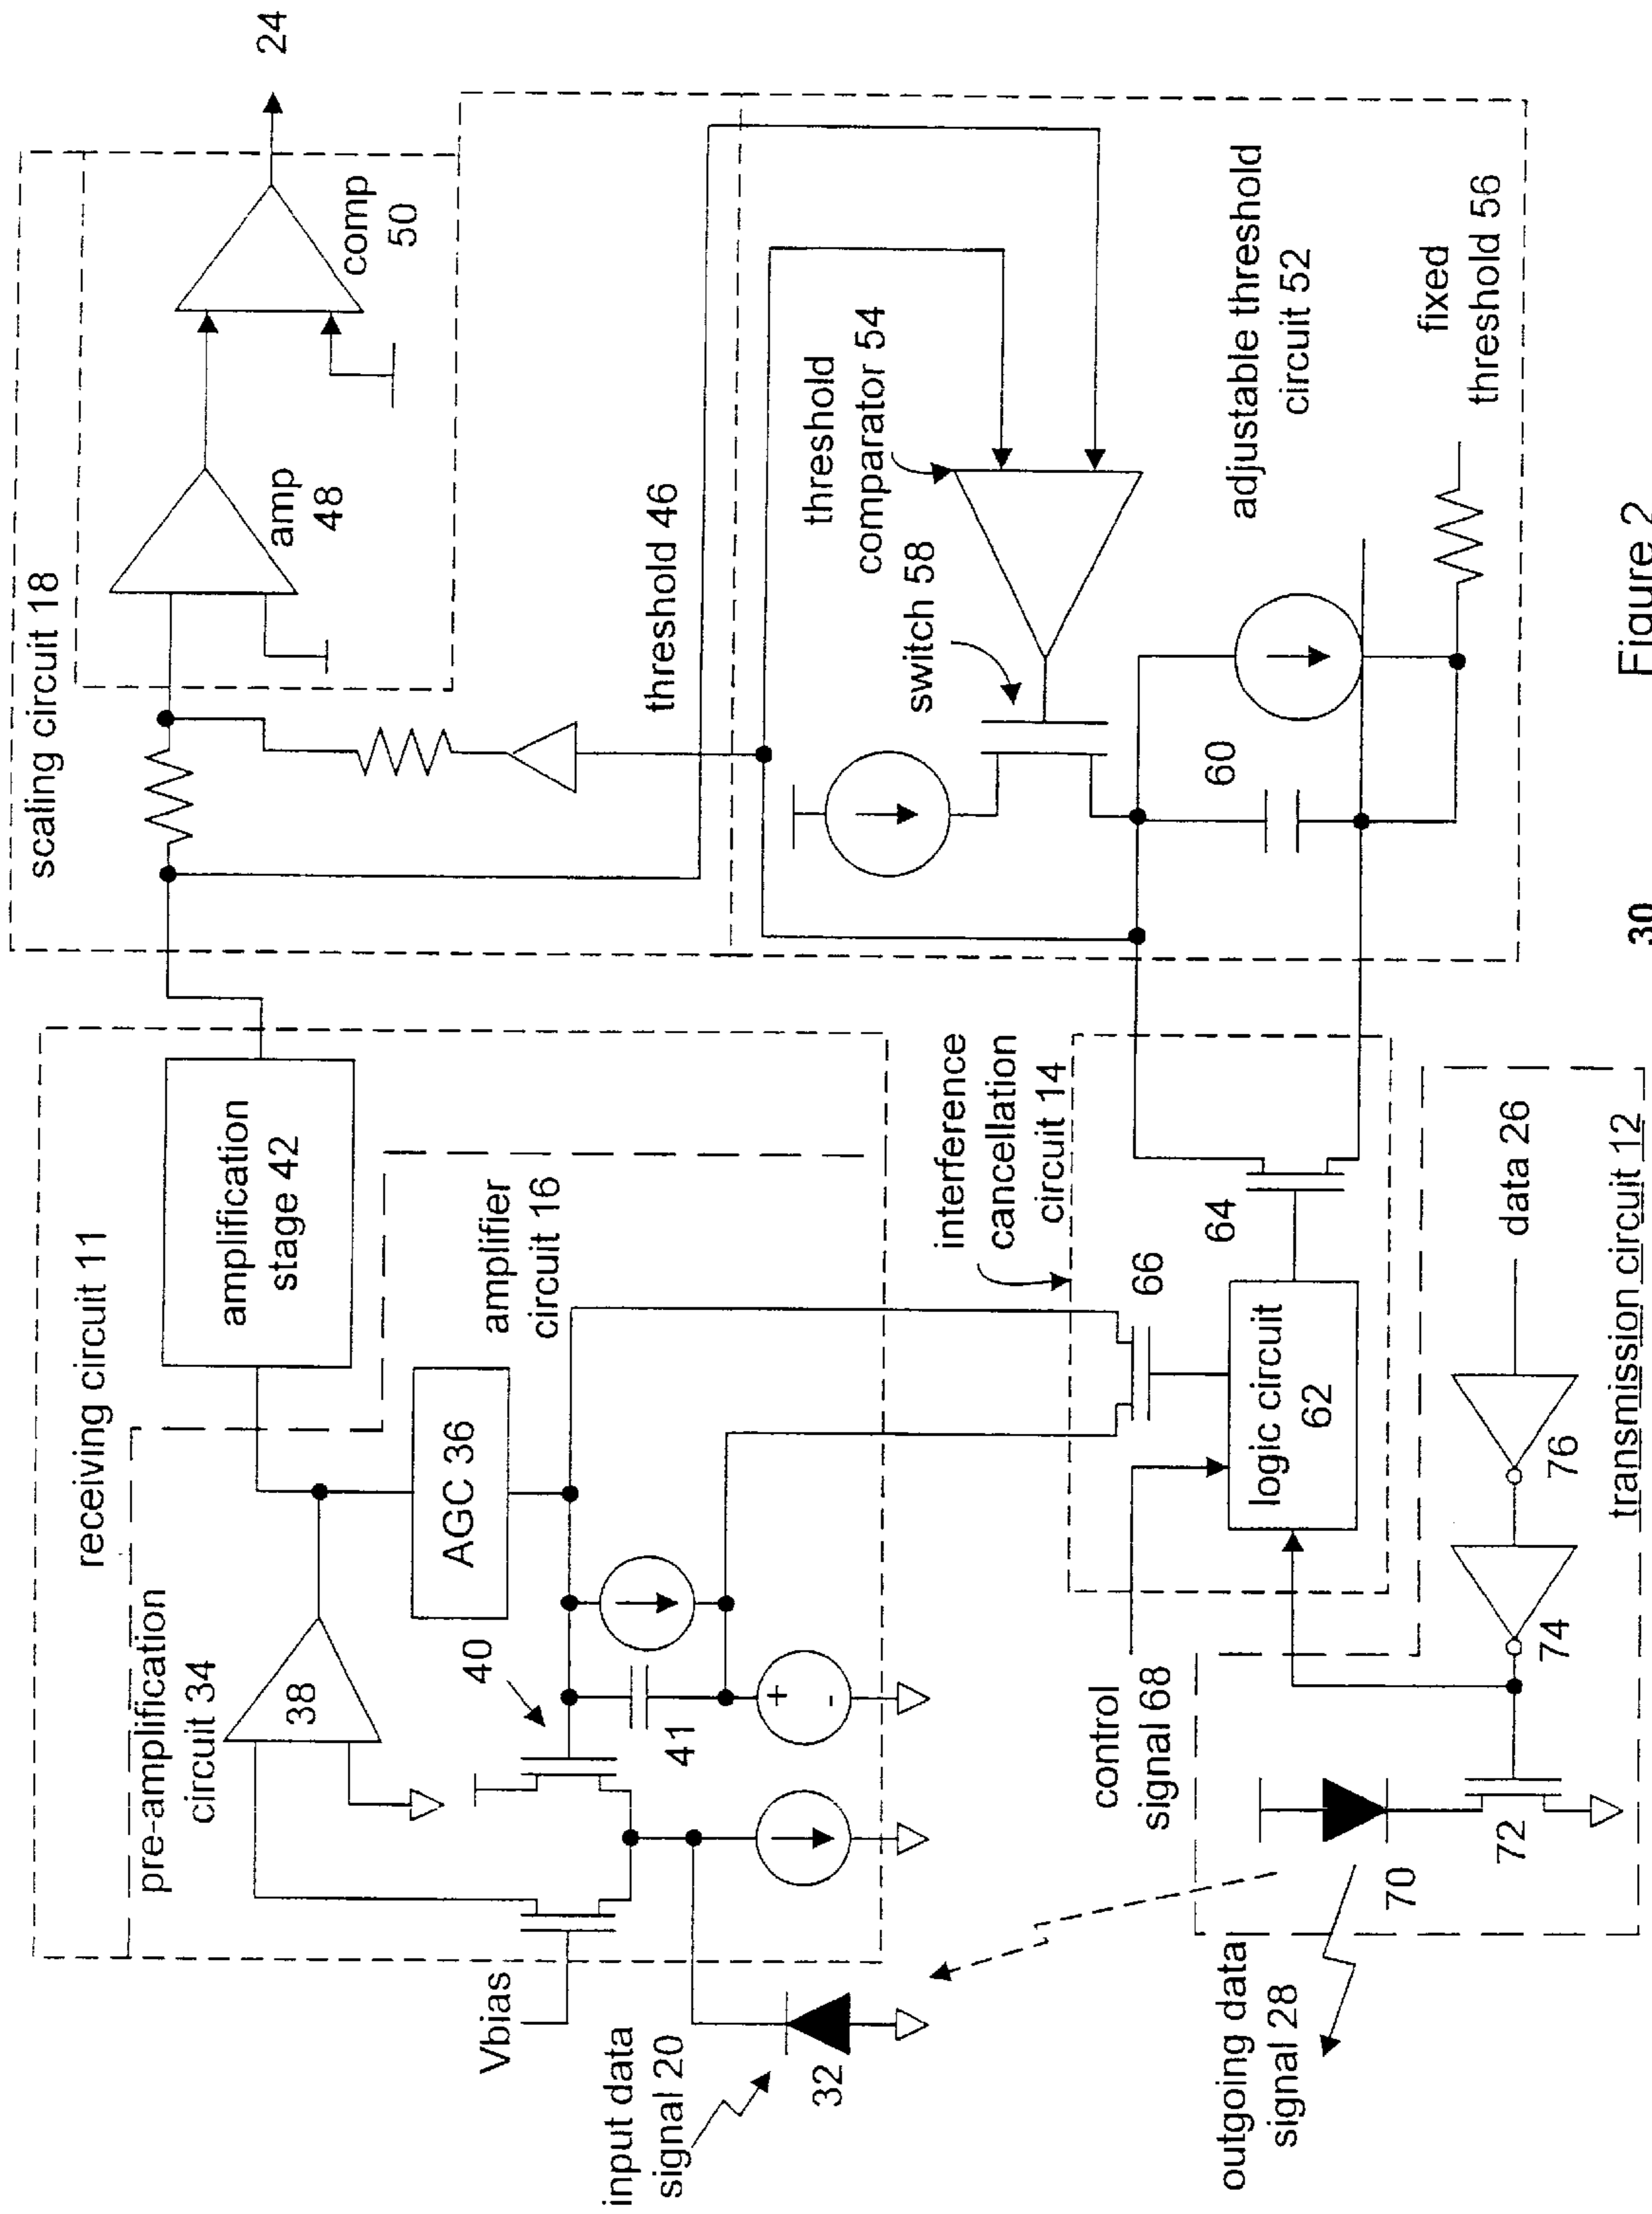 scaling circuit 18
24
comp
50
amp
48
threshold 46
threshold
comparator 54
switch 58
adjustable threshold
circuit 52
60
fixed
threshold 56
receiving circuit 11
amplification
stage 42
pre-amplification
circuit 34
38
AGC 36
amplifier
circuit 16
40
41
Vbias
input data
signal 20
32
interference
cancellation
circuit 14
66
64
logic circuit
62
control
signal 68
data 26
76
74
transmission circuit 12
72
70
outgoing data
signal 28
30
Figure 2